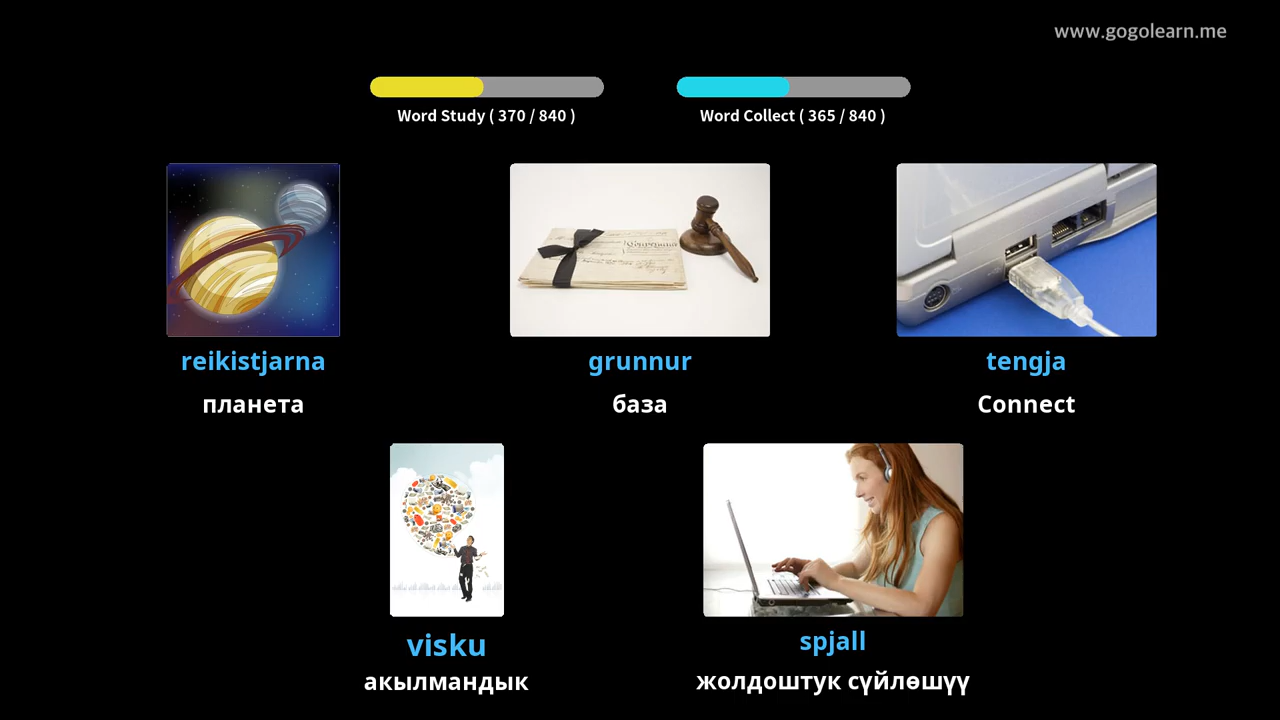 www.gogolearn.me
Word Study ( 370 / 840 )
Word Collect ( 365 / 840 )
reikistjarna
планета
grunnur
база
tengja
Connect
visku
акылмандык
spjall
жолдоштук сүйлөшүү